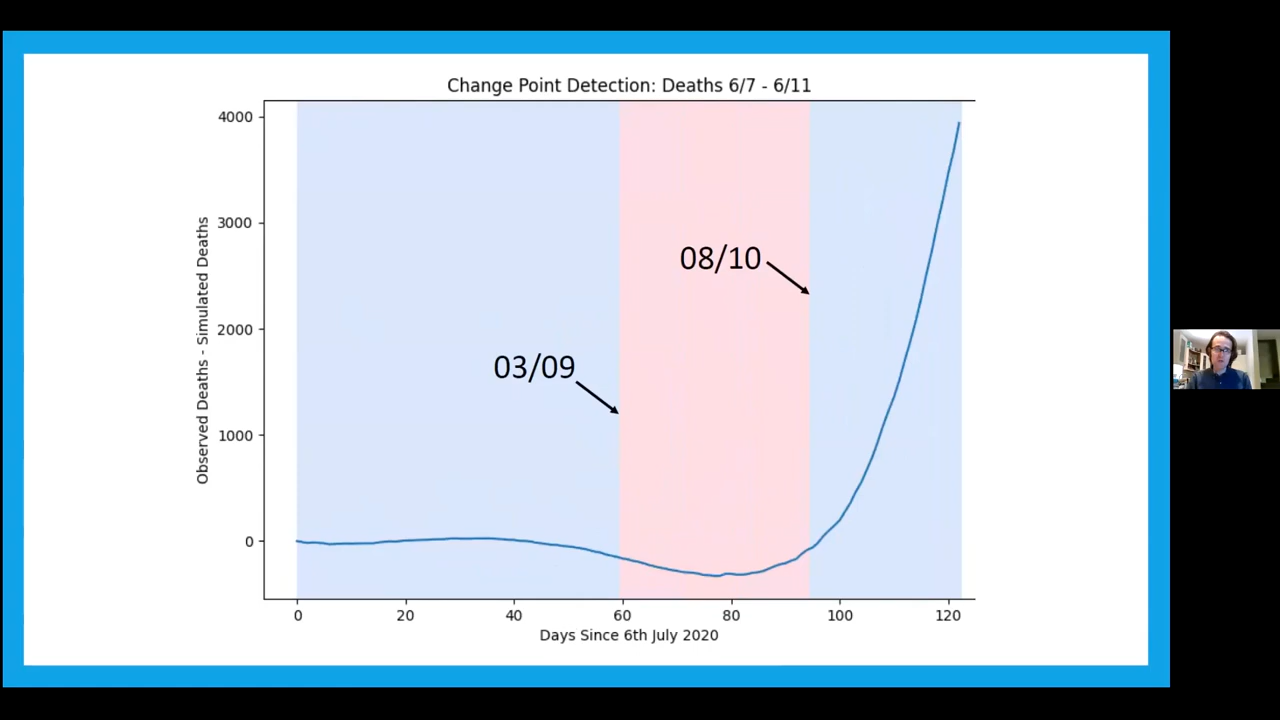 Change Point Detection: Deaths 6/7 - 6/11
4000
3000
2000
1000
0
Observed Deaths - Simulated Deaths
08/10
03/09
0 20 40 60 80 100 120
Days Since 6th July 2020